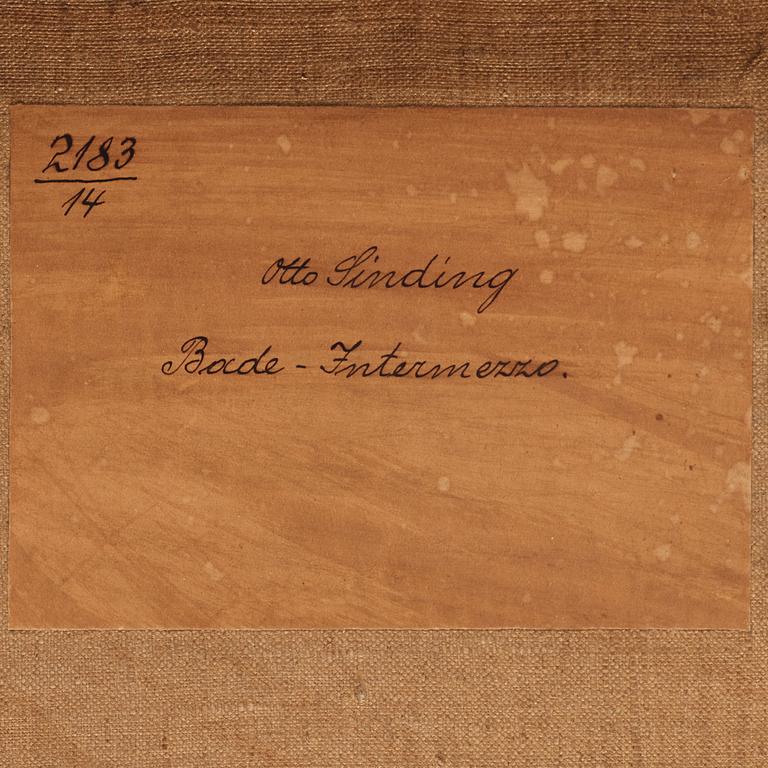 2183
14
Otto Sinding
Bade - Intermezzo.